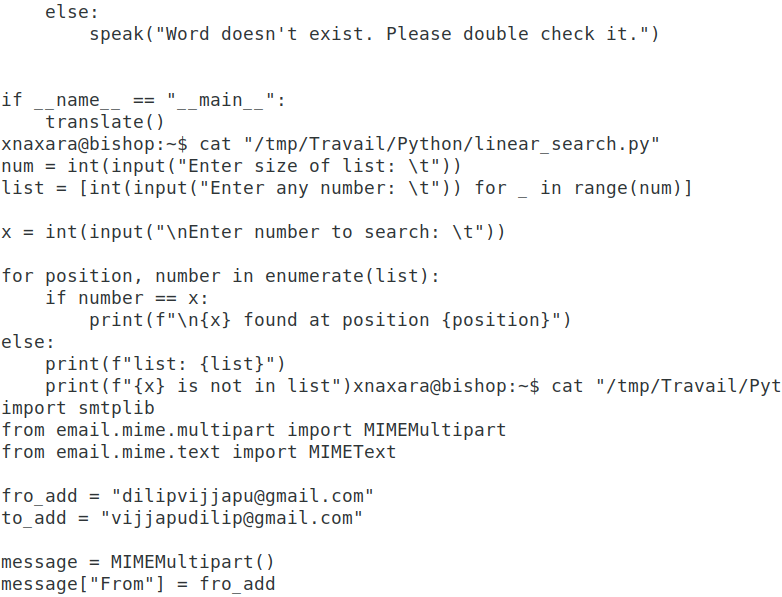 else:
        speak("Word doesn't exist. Please double check it.")


if __name__ == "__main__":
    translate()
xnaxara@bishop:~$ cat "/tmp/Travail/Python/linear_search.py"
num = int(input("Enter size of list: \t"))
list = [int(input("Enter any number: \t")) for _ in range(num)]

x = int(input("\nEnter number to search: \t"))

for position, number in enumerate(list):
    if number == x:
        print(f"\n{x} found at position {position}")
else:
    print(f"list: {list}")
    print(f"{x} is not in list")xnaxara@bishop:~$ cat "/tmp/Travail/Pyt
import smtplib
from email.mime.multipart import MIMEMultipart
from email.mime.text import MIMEText

fro_add = "dilipvijjapu@gmail.com"
to_add = "vijjapudilip@gmail.com"

message = MIMEMultipart()
message["From"] = fro_add